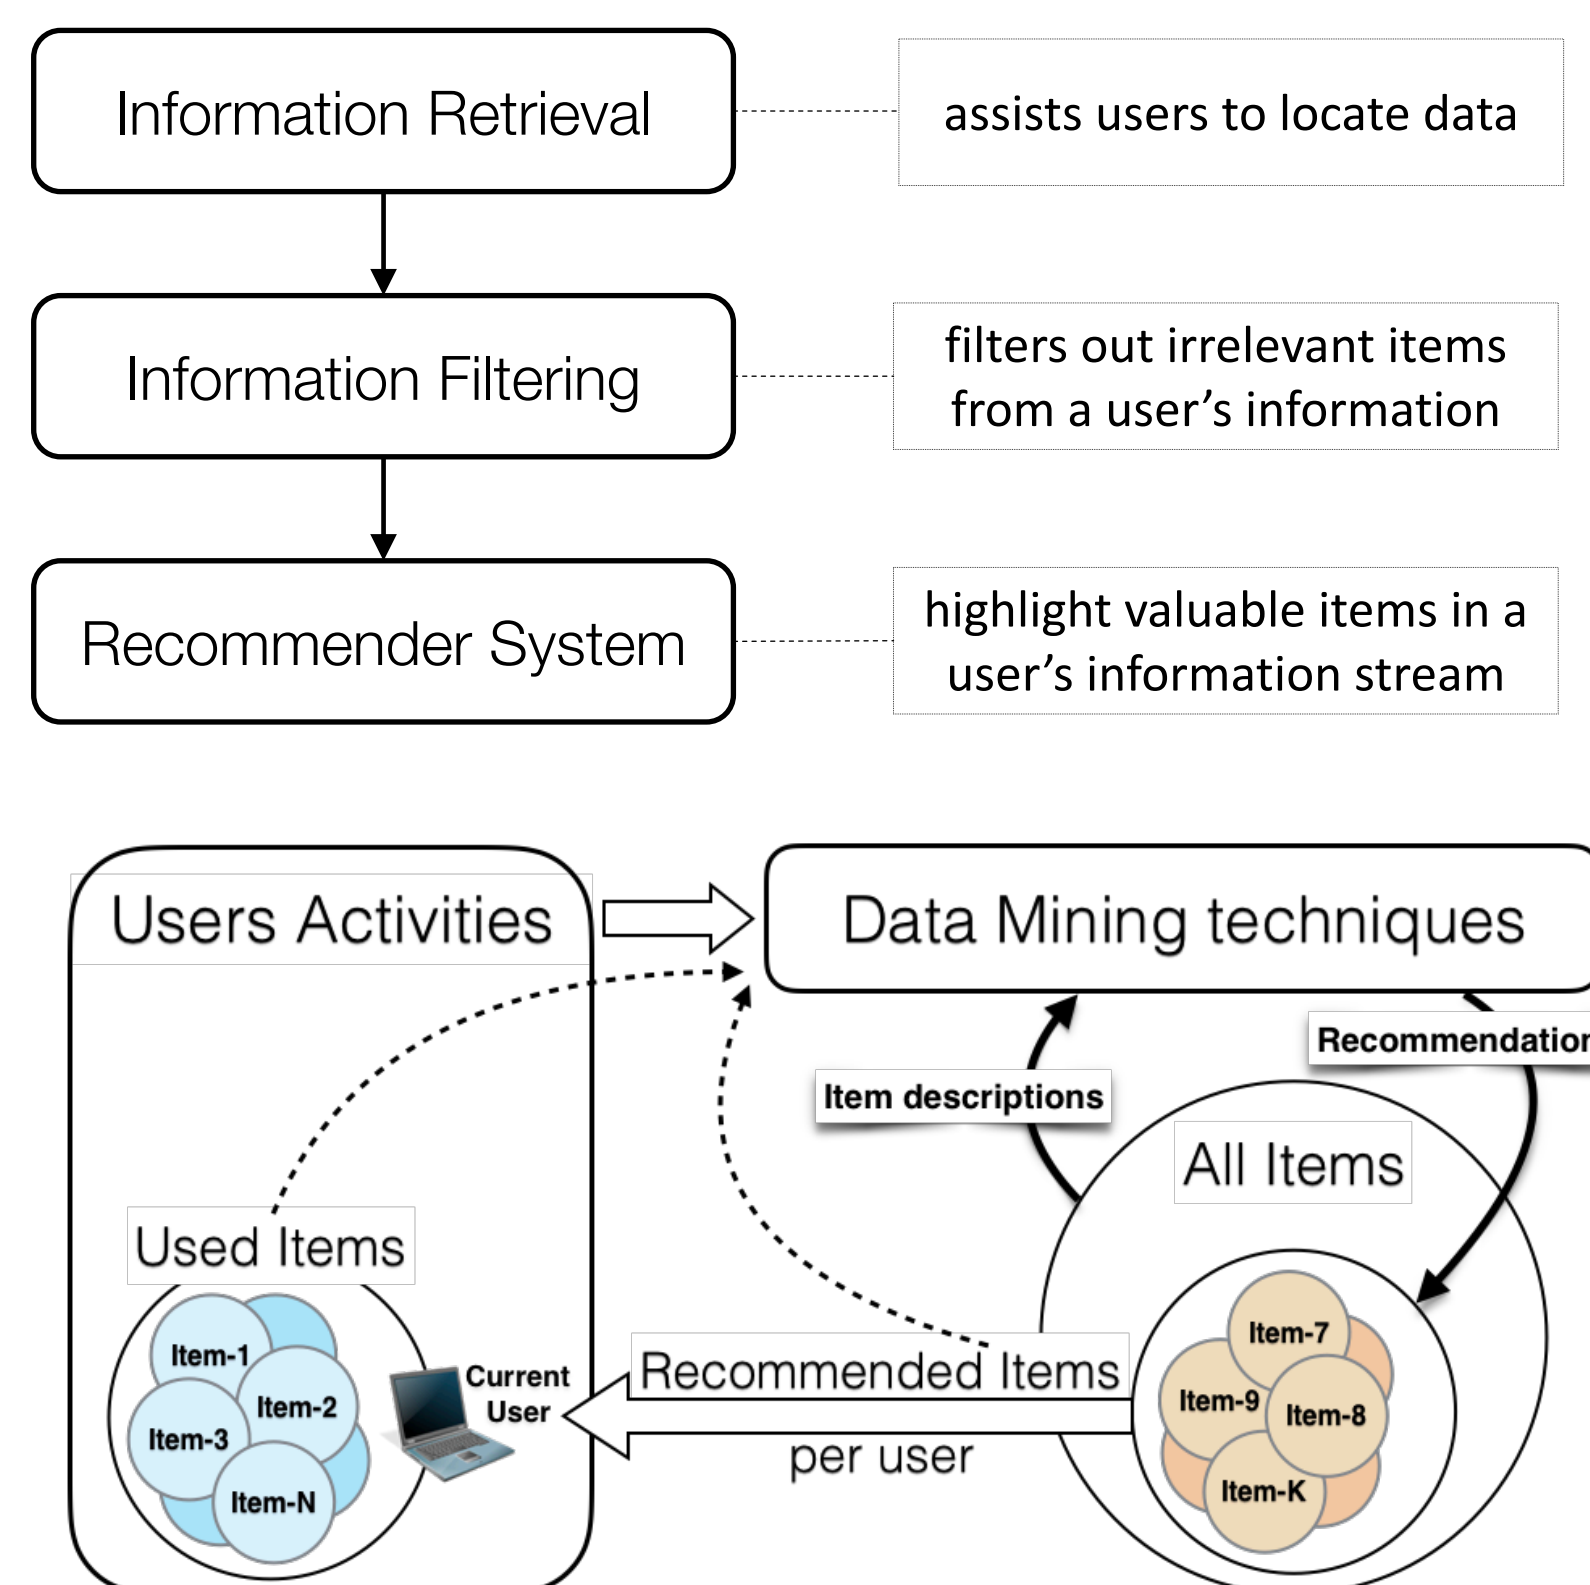 Information Retrieval
assists users to locate data
Information Filtering
filters out irrelevant items
from a user’s information
Recommender System
highlight valuable items in a
user’s information stream
Users Activities
Data Mining techniques
Recommendation
Item descriptions
All Items
Used Items
Item-1
Item-2
Item-3
Item-N
Current
User
Recommended Items
per user
Item-7
Item-9
Item-8
Item-K